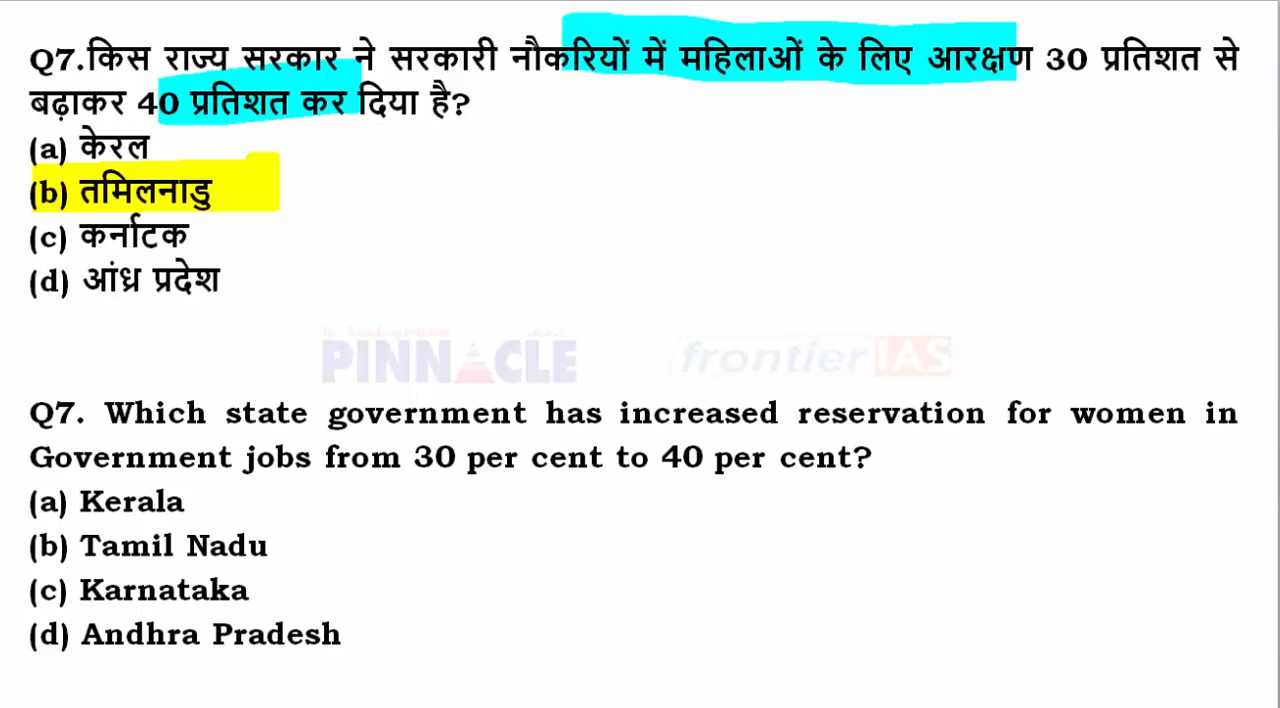 Q7.किस राज्य सरकार ने सरकारी नौकरियों में महिलाओं के लिए आरक्षण 30 प्रतिशत से
बढ़ाकर 40 प्रतिशत कर दिया है?
(a) केरल
(b) तमिलनाडु
(c) कर्नाटक
(d) आंध्र प्रदेश
PINNACLE frontier IAS
Q7. Which state government has increased reservation for women in
Government jobs from 30 per cent to 40 per cent?
(a) Kerala
(b) Tamil Nadu
(c) Karnataka
(d) Andhra Pradesh